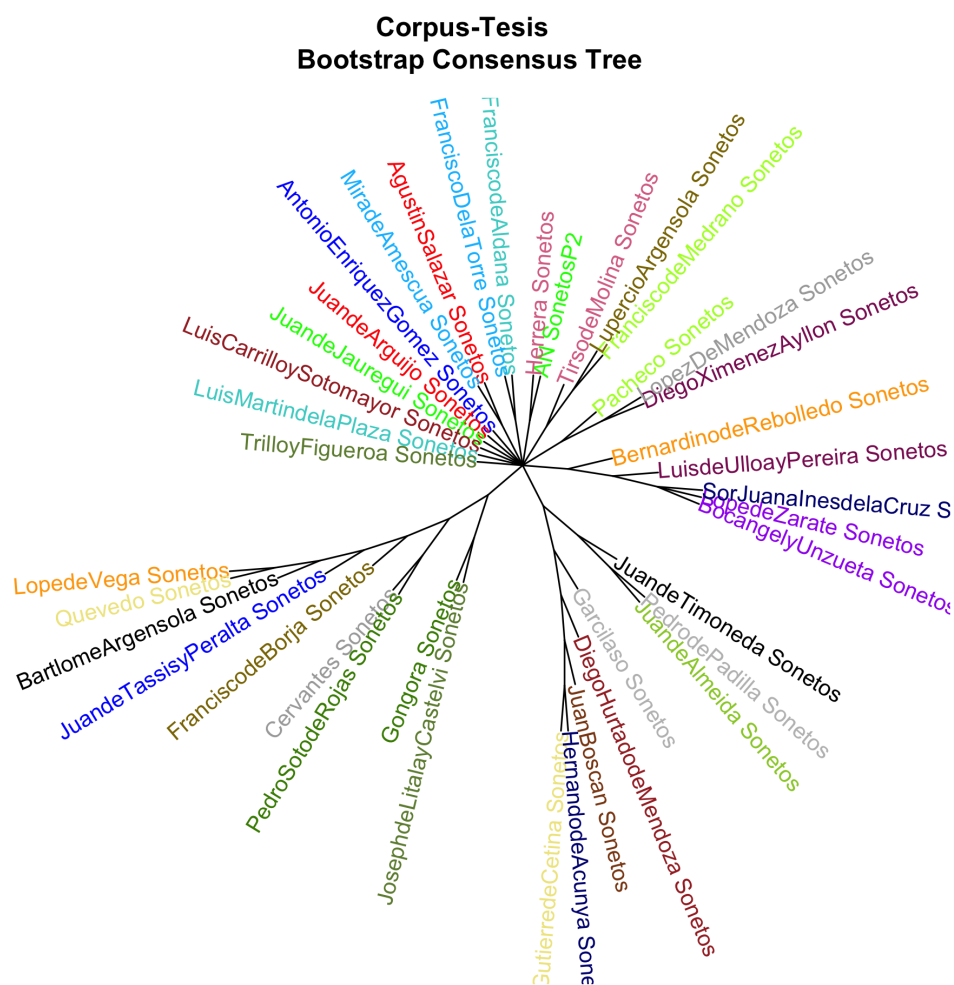 Corpus-Tesis
Bootstrap Consensus Tree
FranciscodeAldana Sonetos
FranciscoDelaTorre Sonetos
AgustinSalazar Sonetos
MiradeAmescua Sonetos
AntonioEnriquezGomez Sonetos
JuandeArguijo Sonetos
JuandeJauregui Sonetos
LuisCarrilloySotomayor Sonetos
LuisMartindelaPlaza Sonetos
TrilloyFigueroa Sonetos
Herrera Sonetos
AN SonetosP2
TirsodeMolina Sonetos
LupercioArgensola Sonetos
FranciscodeMedrano Sonetos
Pacheco Sonetos
LopezDeMendoza Sonetos
DiegoXimenezAyllon Sonetos
BernardinodeRebolledo Sonetos
LuisdeUlloayPereira Sonetos
SorJuanaInesdelaCruz S
LopedeZarate Sonetos
BocangelyUnzueta Sonetos
JuandeTimoneda Sonetos
PedrodePadilla Sonetos
JuandeAlmeida Sonetos
Garcilaso Sonetos
DiegoHurtadodeMendoza Sonetos
JuanBoscan Sonetos
HernandodeAcunya Sone
GutierredeCetina Sonetos
JosephdeLitalayCastelvi Sonetos
Gongora Sonetos
PedroSotodeRojas Sonetos
Cervantes Sonetos
FranciscodeBorja Sonetos
JuandeTassisyPeralta Sonetos
BartlomeArgensola Sonetos
Quevedo Sonetos
LopedeVega Sonetos